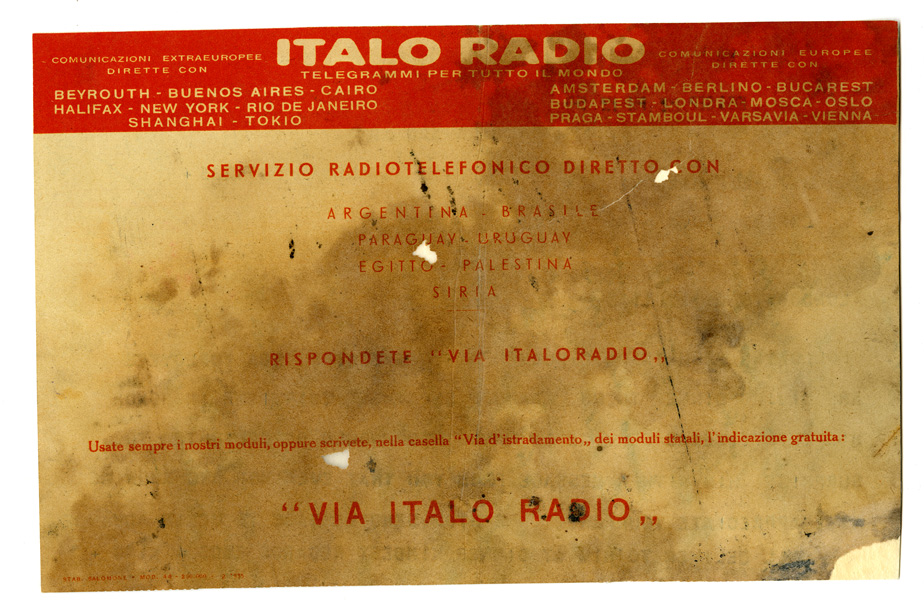 COMUNICAZIONI EXTRAEUROPEE
DIRETTE CON
BEYROUTH - BUENOS AIRES - CAIRO
HALIFAX - NEW YORK - RIO DE JANEIRO
SHANGHAI - TOKIO
ITALO RADIO
TELEGRAMMI PER TUTTO IL MONDO
COMUNICAZIONI EUROPEE
DIRETTE CON
AMSTERDAM - BERLINO - BUCAREST
BUDAPEST - LONDRA - MOSCA - OSLO
PRAGA - STAMBOUL - VARSAVIA - VIENNA
SERVIZIO RADIOTELEFONICO DIRETTO CON
ARGENTINA - BRASILE
PARAGUAY - URUGUAY
EGITTO - PALESTINA
SIRIA
RISPONDETE “VIA ITALORADIO„
Usate sempre i nostri moduli, oppure scrivete, nella casella “Via d'istradamento„ dei moduli statali, l'indicazione gratuita:
“VIA ITALO RADIO„
STAB. SALOMONE • MOD.